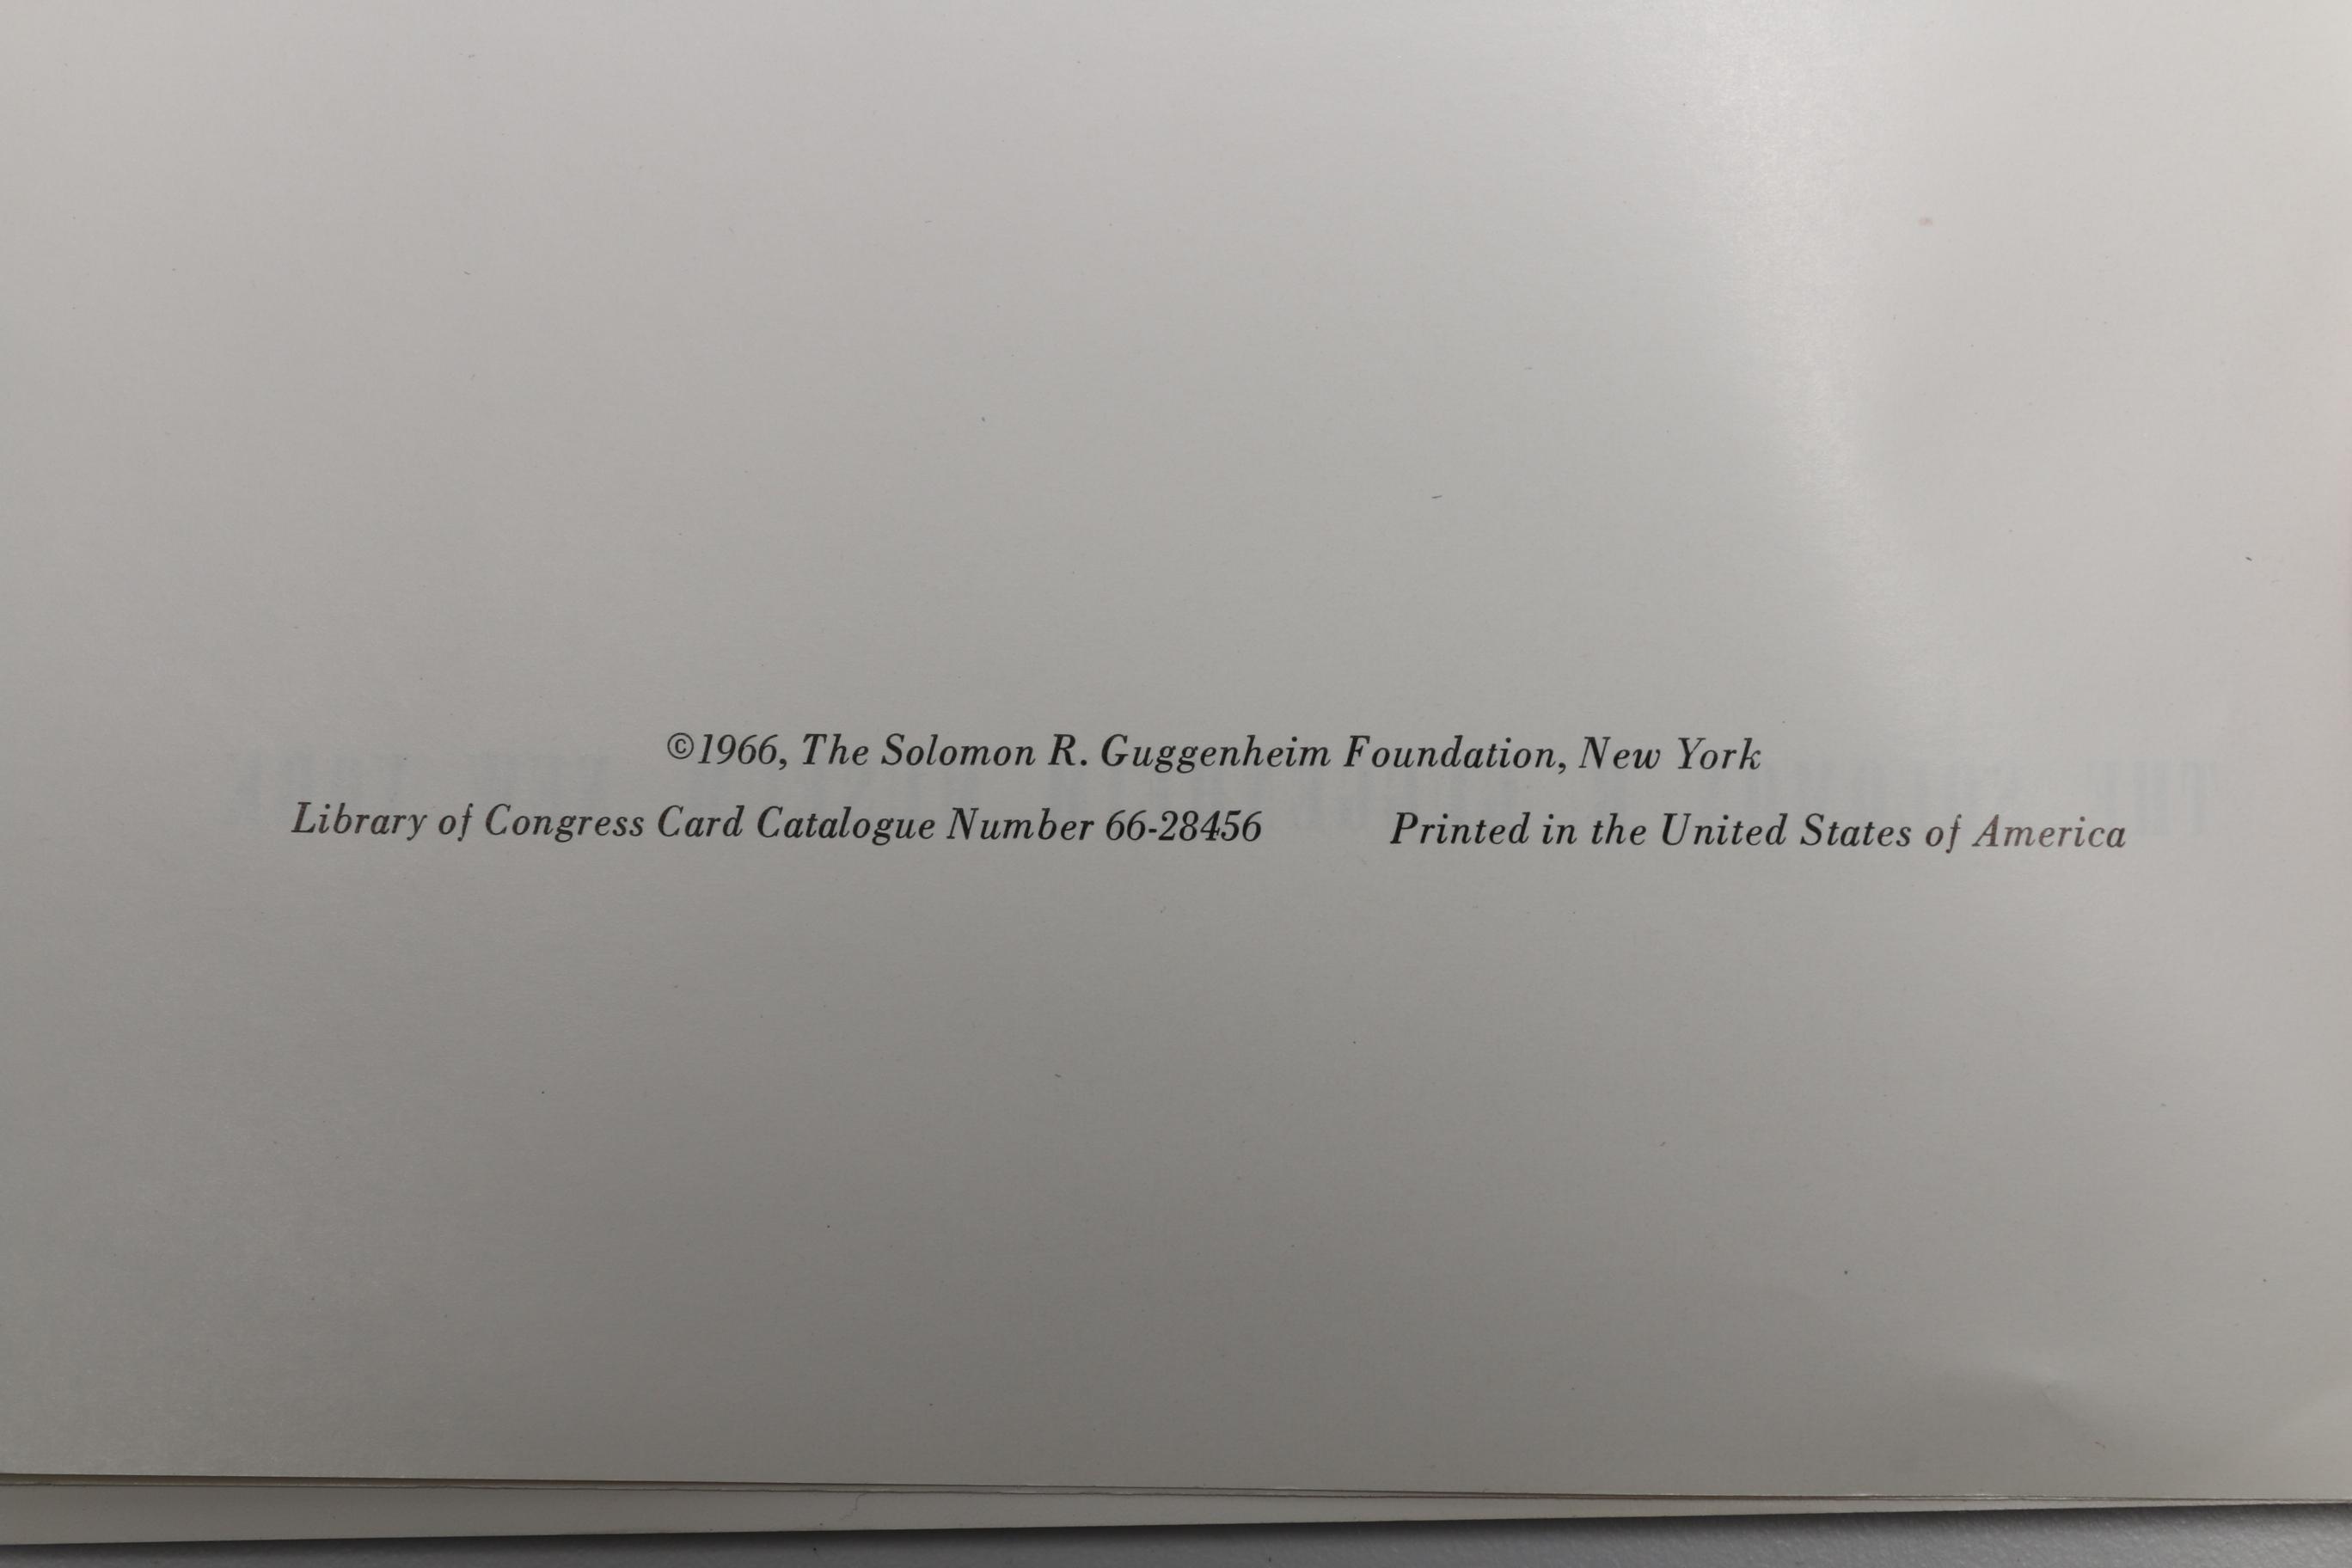 ©1966, The Solomon R. Guggenheim Foundation, New York
Library of Congress Card Catalogue Number 66-28456 Printed in the United States of America